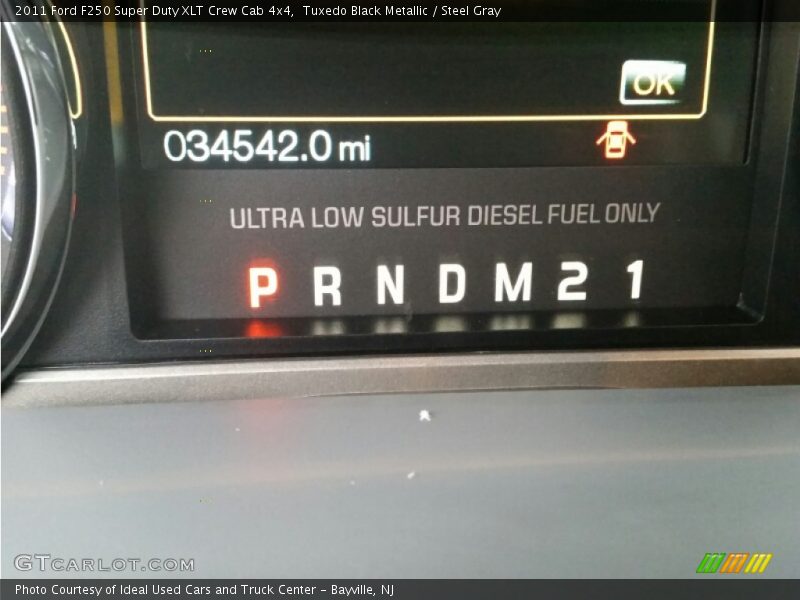 2011 Ford F250 Super Duty XLT Crew Cab 4x4,  Tuxedo Black Metallic / Steel Gray
OK
034542.0 mi
ULTRA LOW SULFUR DIESEL FUEL ONLY
P R N D M 2 1
GTCARLOT.COM
Photo Courtesy of Ideal Used Cars and Truck Center - Bayville, NJ